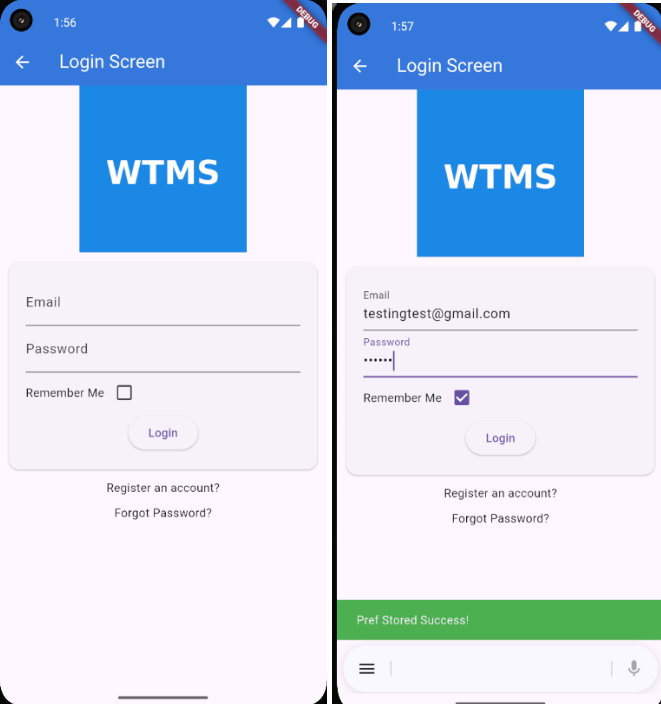 1:56
DEBUG
Login Screen
WTMS
Email
Password
Remember Me
Login
Register an account?
Forgot Password?
1:57
DEBUG
Login Screen
WTMS
Email
testingtest@gmail.com
Password
••••••
Remember Me
Login
Register an account?
Forgot Password?
Pref Stored Success!